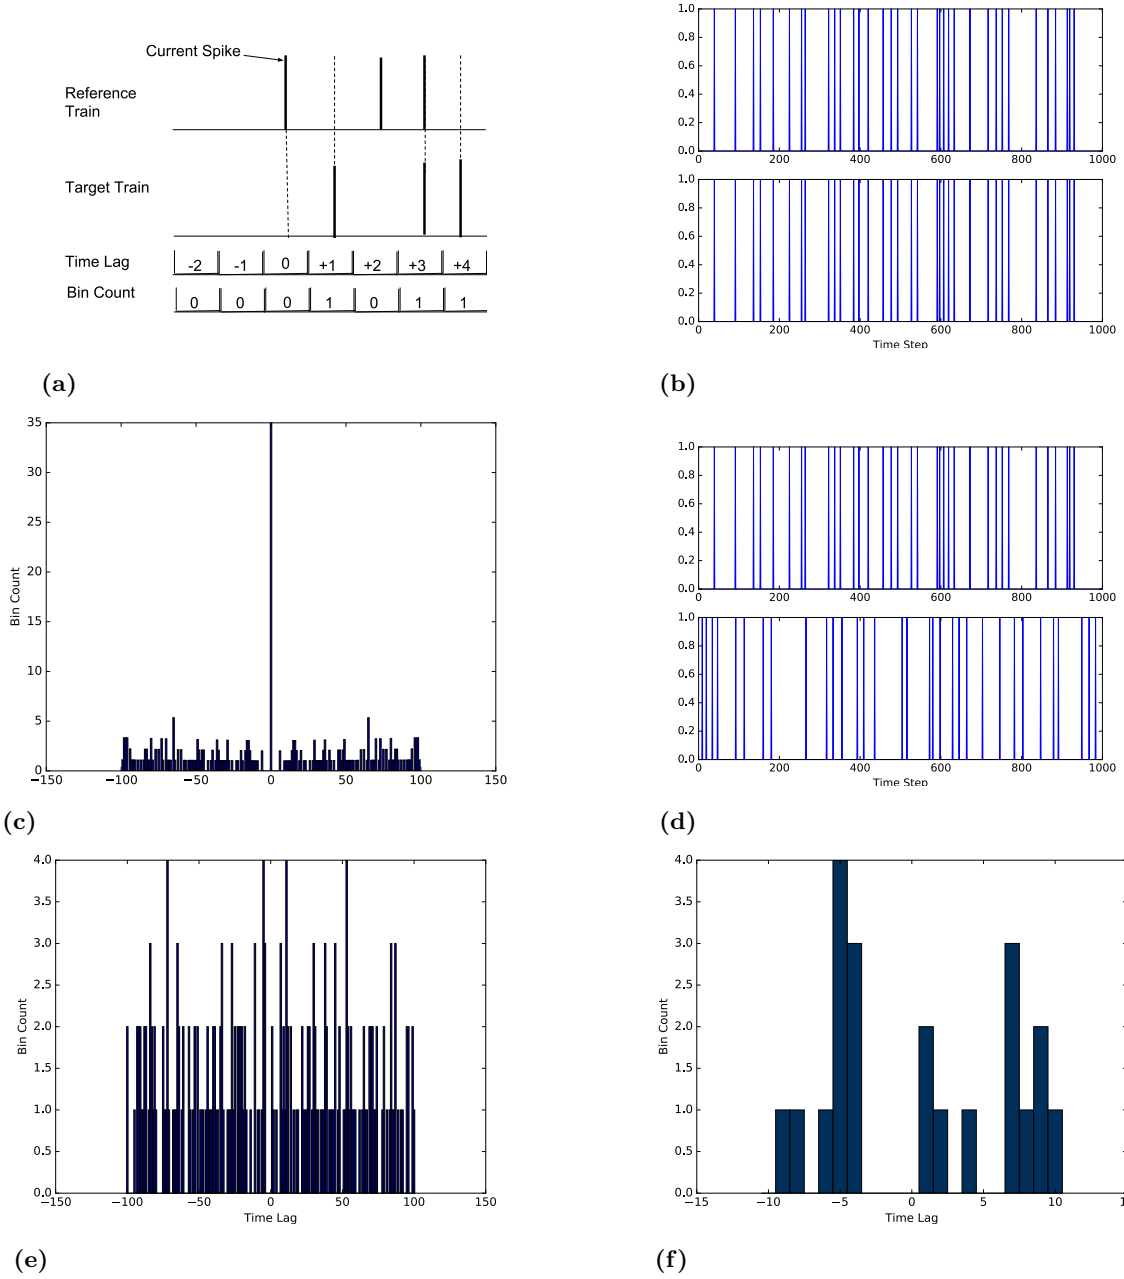 Current Spike
Reference
Train
Target Train
Time Lag
-2 -1 0 +1 +2 +3 +4
Bin Count
0 0 0 1 0 1 1
(a)
1.0
0.8
0.6
0.4
0.2
0.0
0 200 400 600 800 1000
1.0
0.8
0.6
0.4
0.2
0.0
0 200 400 600 800 1000
Time Step
(b)
35
30
25
20
15
10
5
0
Bin Count
−150 −100 −50 0 50 100 150
(c)
1.0
0.8
0.6
0.4
0.2
0.0
0 200 400 600 800 1000
1.0
0.8
0.6
0.4
0.2
0.0
0 200 400 600 800 1000
Time Step
(d)
4.0
3.5
3.0
2.5
2.0
1.5
1.0
0.5
0.0
Bin Count
−150 −100 −50 0 50 100 150
Time Lag
(e)
4.0
3.5
3.0
2.5
2.0
1.5
1.0
0.5
0.0
Bin Count
−15 −10 −5 0 5 10
Time Lag
(f)